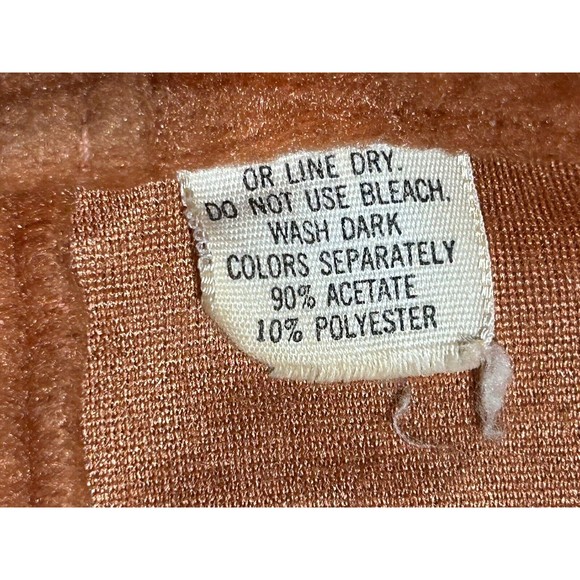 OR LINE DRY.
DO NOT USE BLEACH.
WASH DARK
COLORS SEPARATELY
90% ACETATE
10% POLYESTER